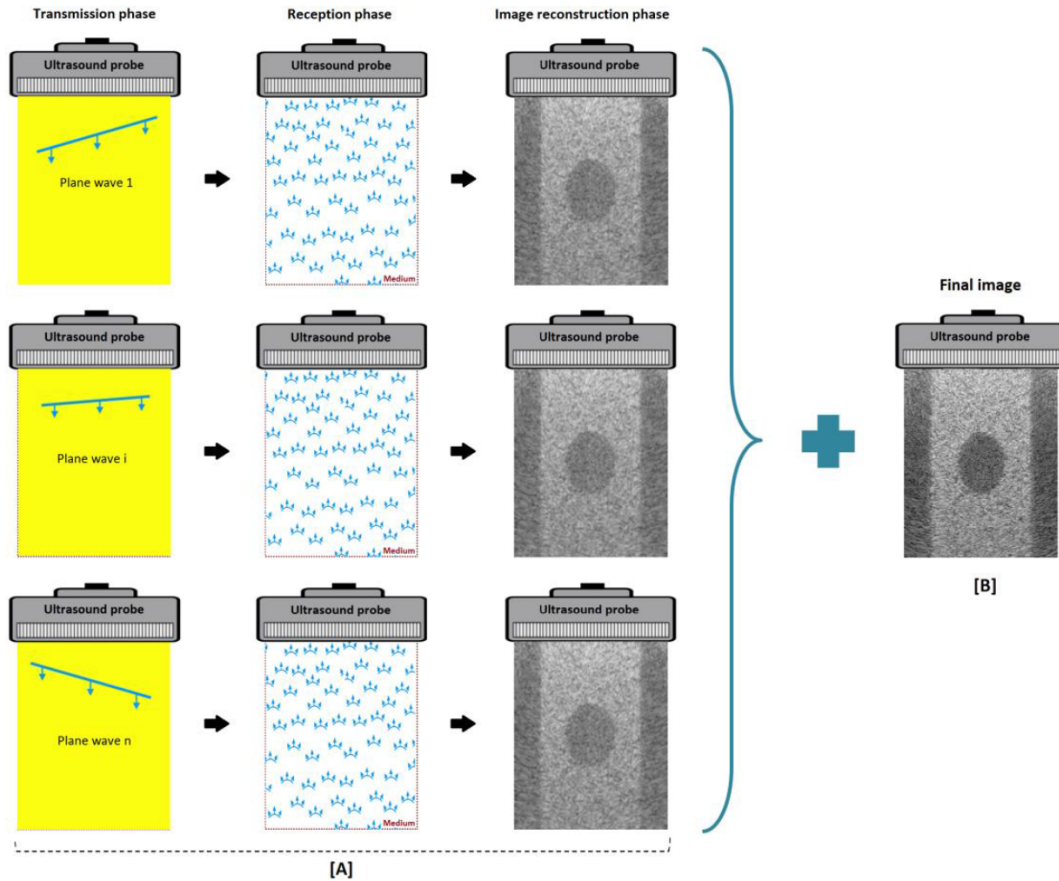 Transmission phase
Reception phase
Image reconstruction phase
Ultrasound probe
Ultrasound probe
Ultrasound probe
Plane wave 1
Medium
Final image
Ultrasound probe
Ultrasound probe
Ultrasound probe
Ultrasound probe
Plane wave i
Medium
[B]
Ultrasound probe
Ultrasound probe
Ultrasound probe
Plane wave n
Medium
[A]